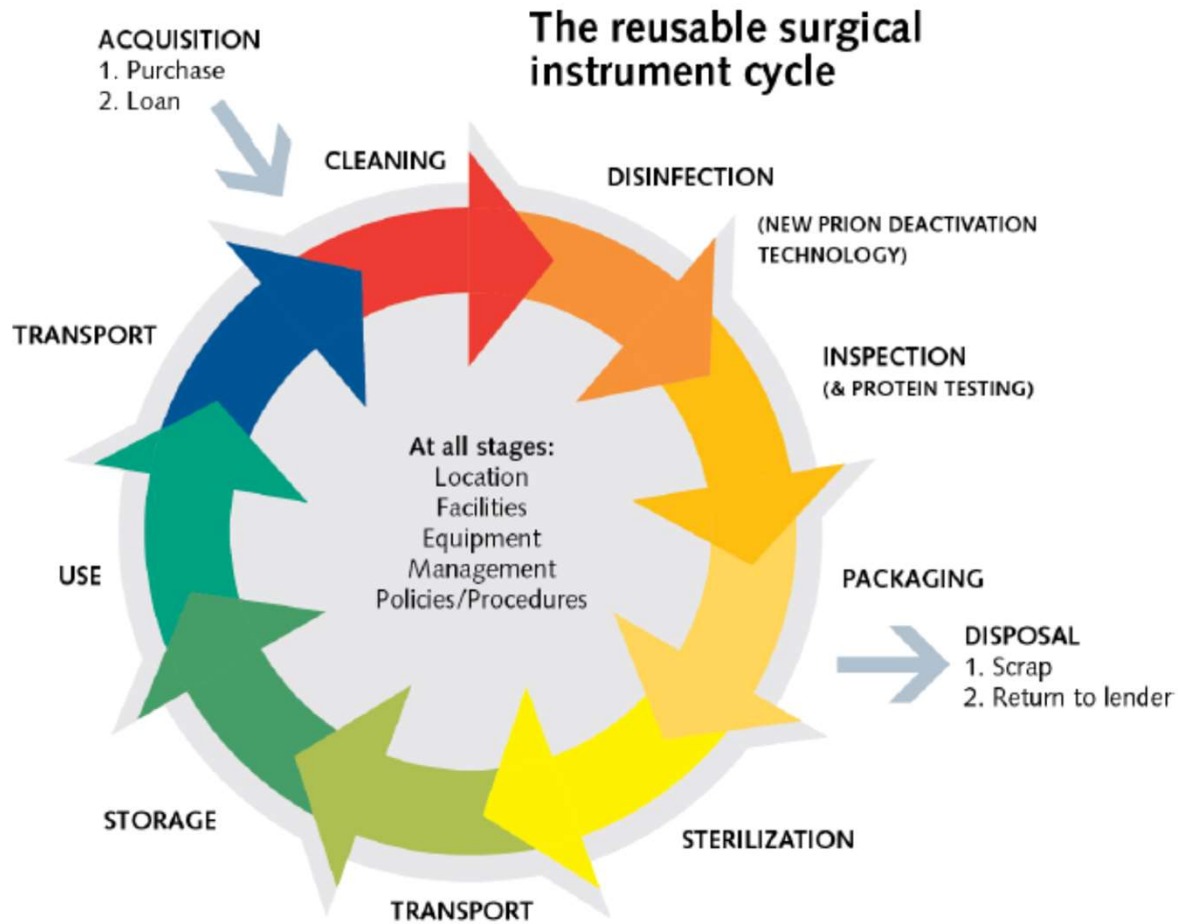 The reusable surgical
instrument cycle
ACQUISITION
1. Purchase
2. Loan
CLEANING
DISINFECTION
(NEW PRION DEACTIVATION
TECHNOLOGY)
INSPECTION
(& PROTEIN TESTING)
PACKAGING
DISPOSAL
1. Scrap
2. Return to lender
STERILIZATION
TRANSPORT
STORAGE
USE
TRANSPORT
At all stages:
Location
Facilities
Equipment
Management
Policies/Procedures